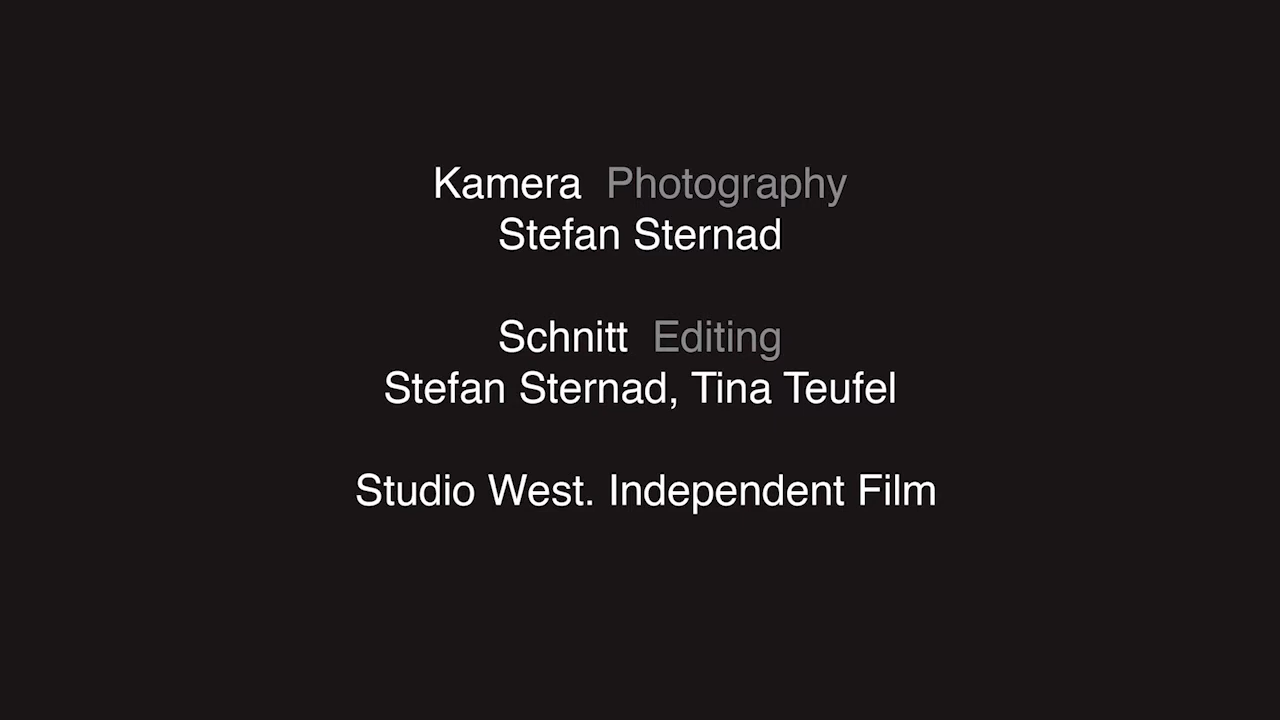 Kamera Photography
Stefan Sternad
Schnitt Editing
Stefan Sternad, Tina Teufel
Studio West. Independent Film